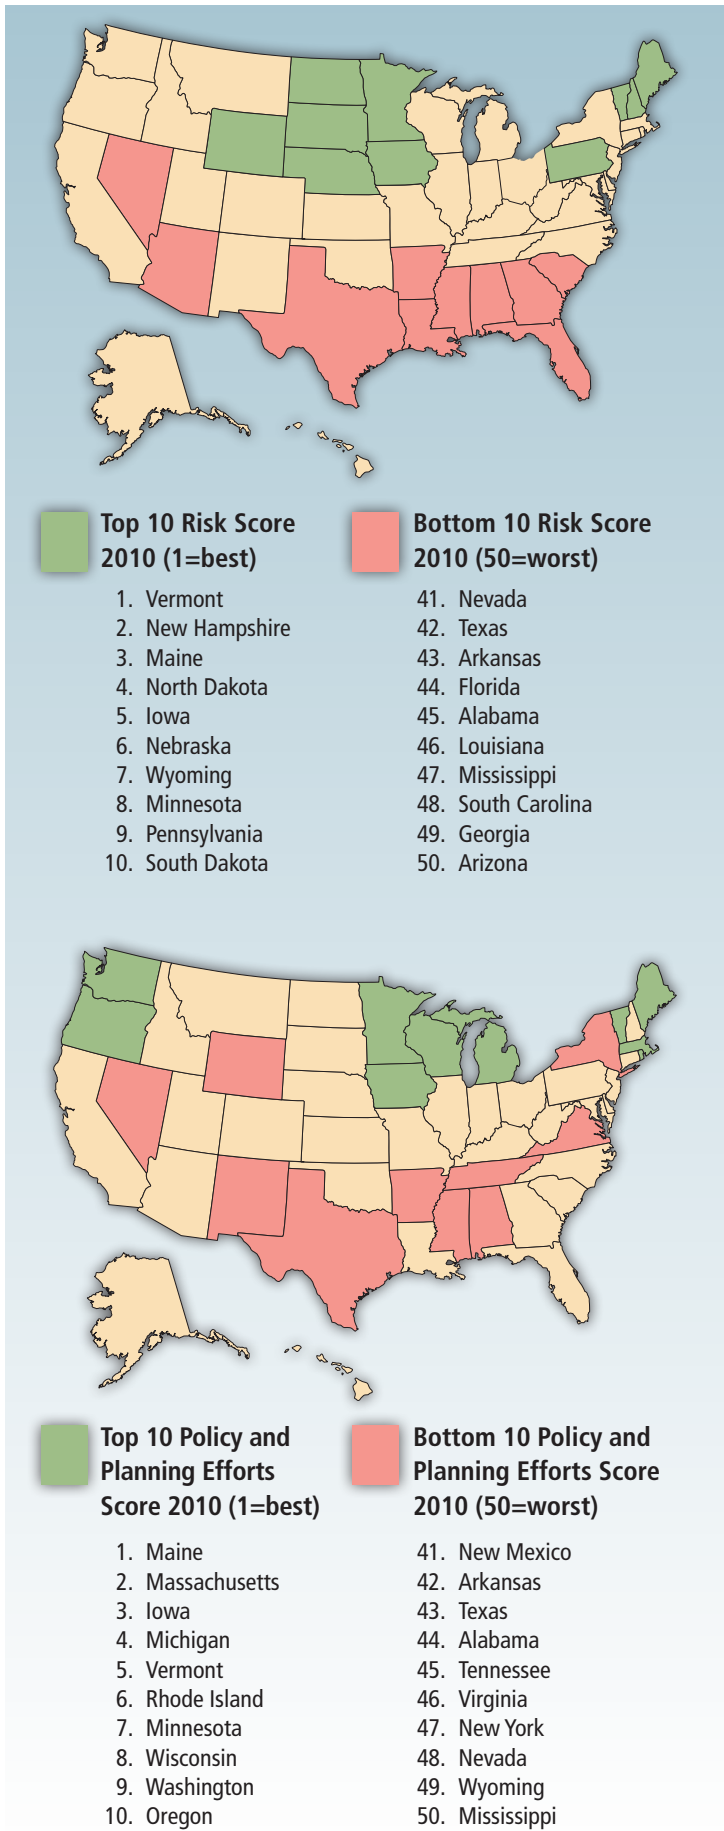 Top 10 Risk Score
2010 (1=best)
1. Vermont
2. New Hampshire
3. Maine
4. North Dakota
5. Iowa
6. Nebraska
7. Wyoming
8. Minnesota
9. Pennsylvania
10. South Dakota
Bottom 10 Risk Score
2010 (50=worst)
41. Nevada
42. Texas
43. Arkansas
44. Florida
45. Alabama
46. Louisiana
47. Mississippi
48. South Carolina
49. Georgia
50. Arizona
Top 10 Policy and
Planning Efforts
Score 2010 (1=best)
1. Maine
2. Massachusetts
3. Iowa
4. Michigan
5. Vermont
6. Rhode Island
7. Minnesota
8. Wisconsin
9. Washington
10. Oregon
Bottom 10 Policy and
Planning Efforts Score
2010 (50=worst)
41. New Mexico
42. Arkansas
43. Texas
44. Alabama
45. Tennessee
46. Virginia
47. New York
48. Nevada
49. Wyoming
50. Mississippi